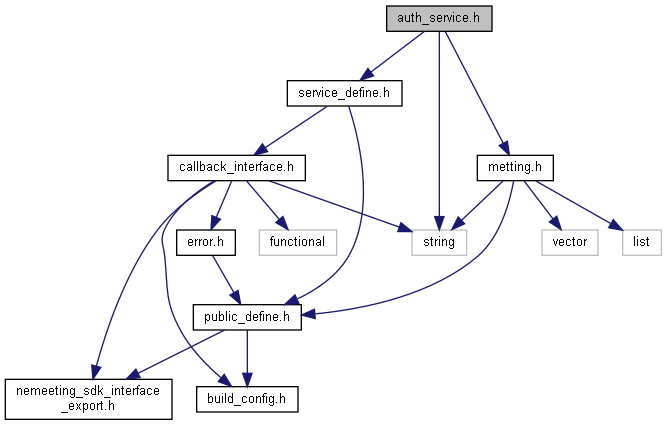 auth_service.h
service_define.h
callback_interface.h
metting.h
error.h
functional
string
vector
list
public_define.h
nemeeting_sdk_interface
_export.h
build_config.h